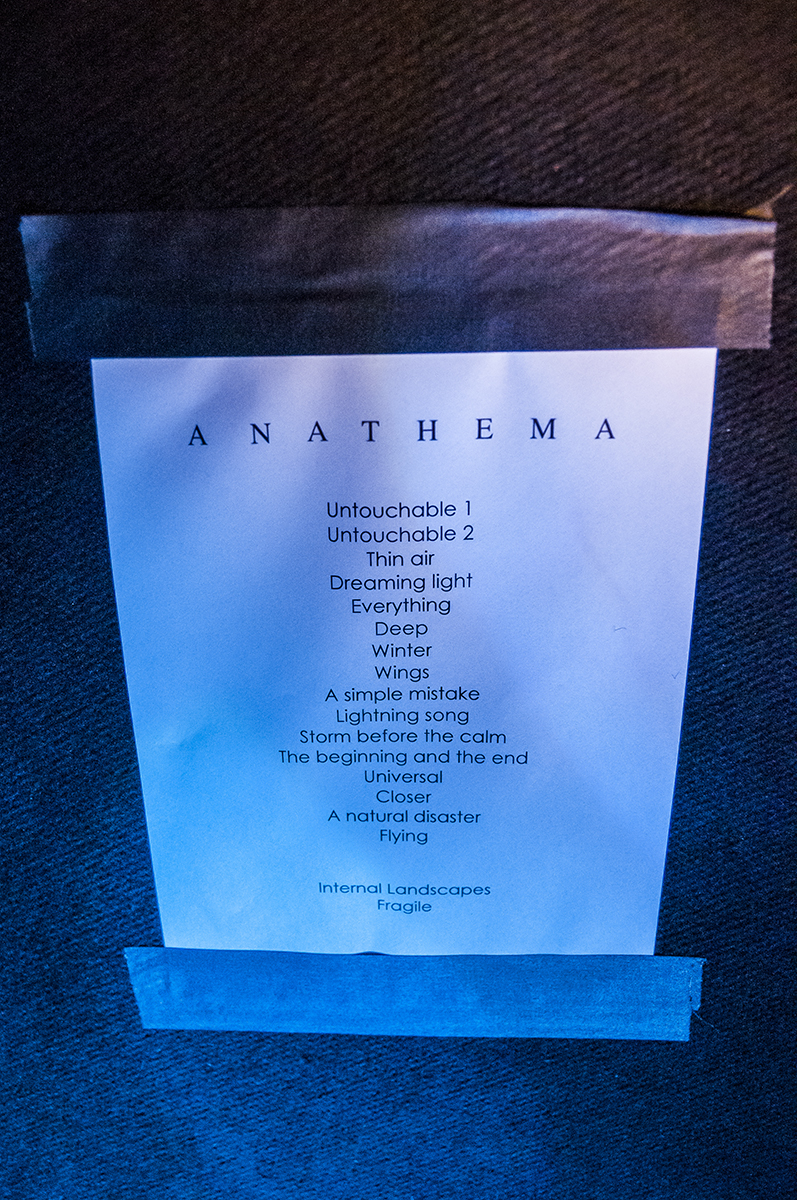 A N A T H E M A
Untouchable 1
Untouchable 2
Thin air
Dreaming light
Everything
Deep
Winter
Wings
A simple mistake
Lightning song
Storm before the calm
The beginning and the end
Universal
Closer
A natural disaster
Flying
Internal Landscapes
Fragile